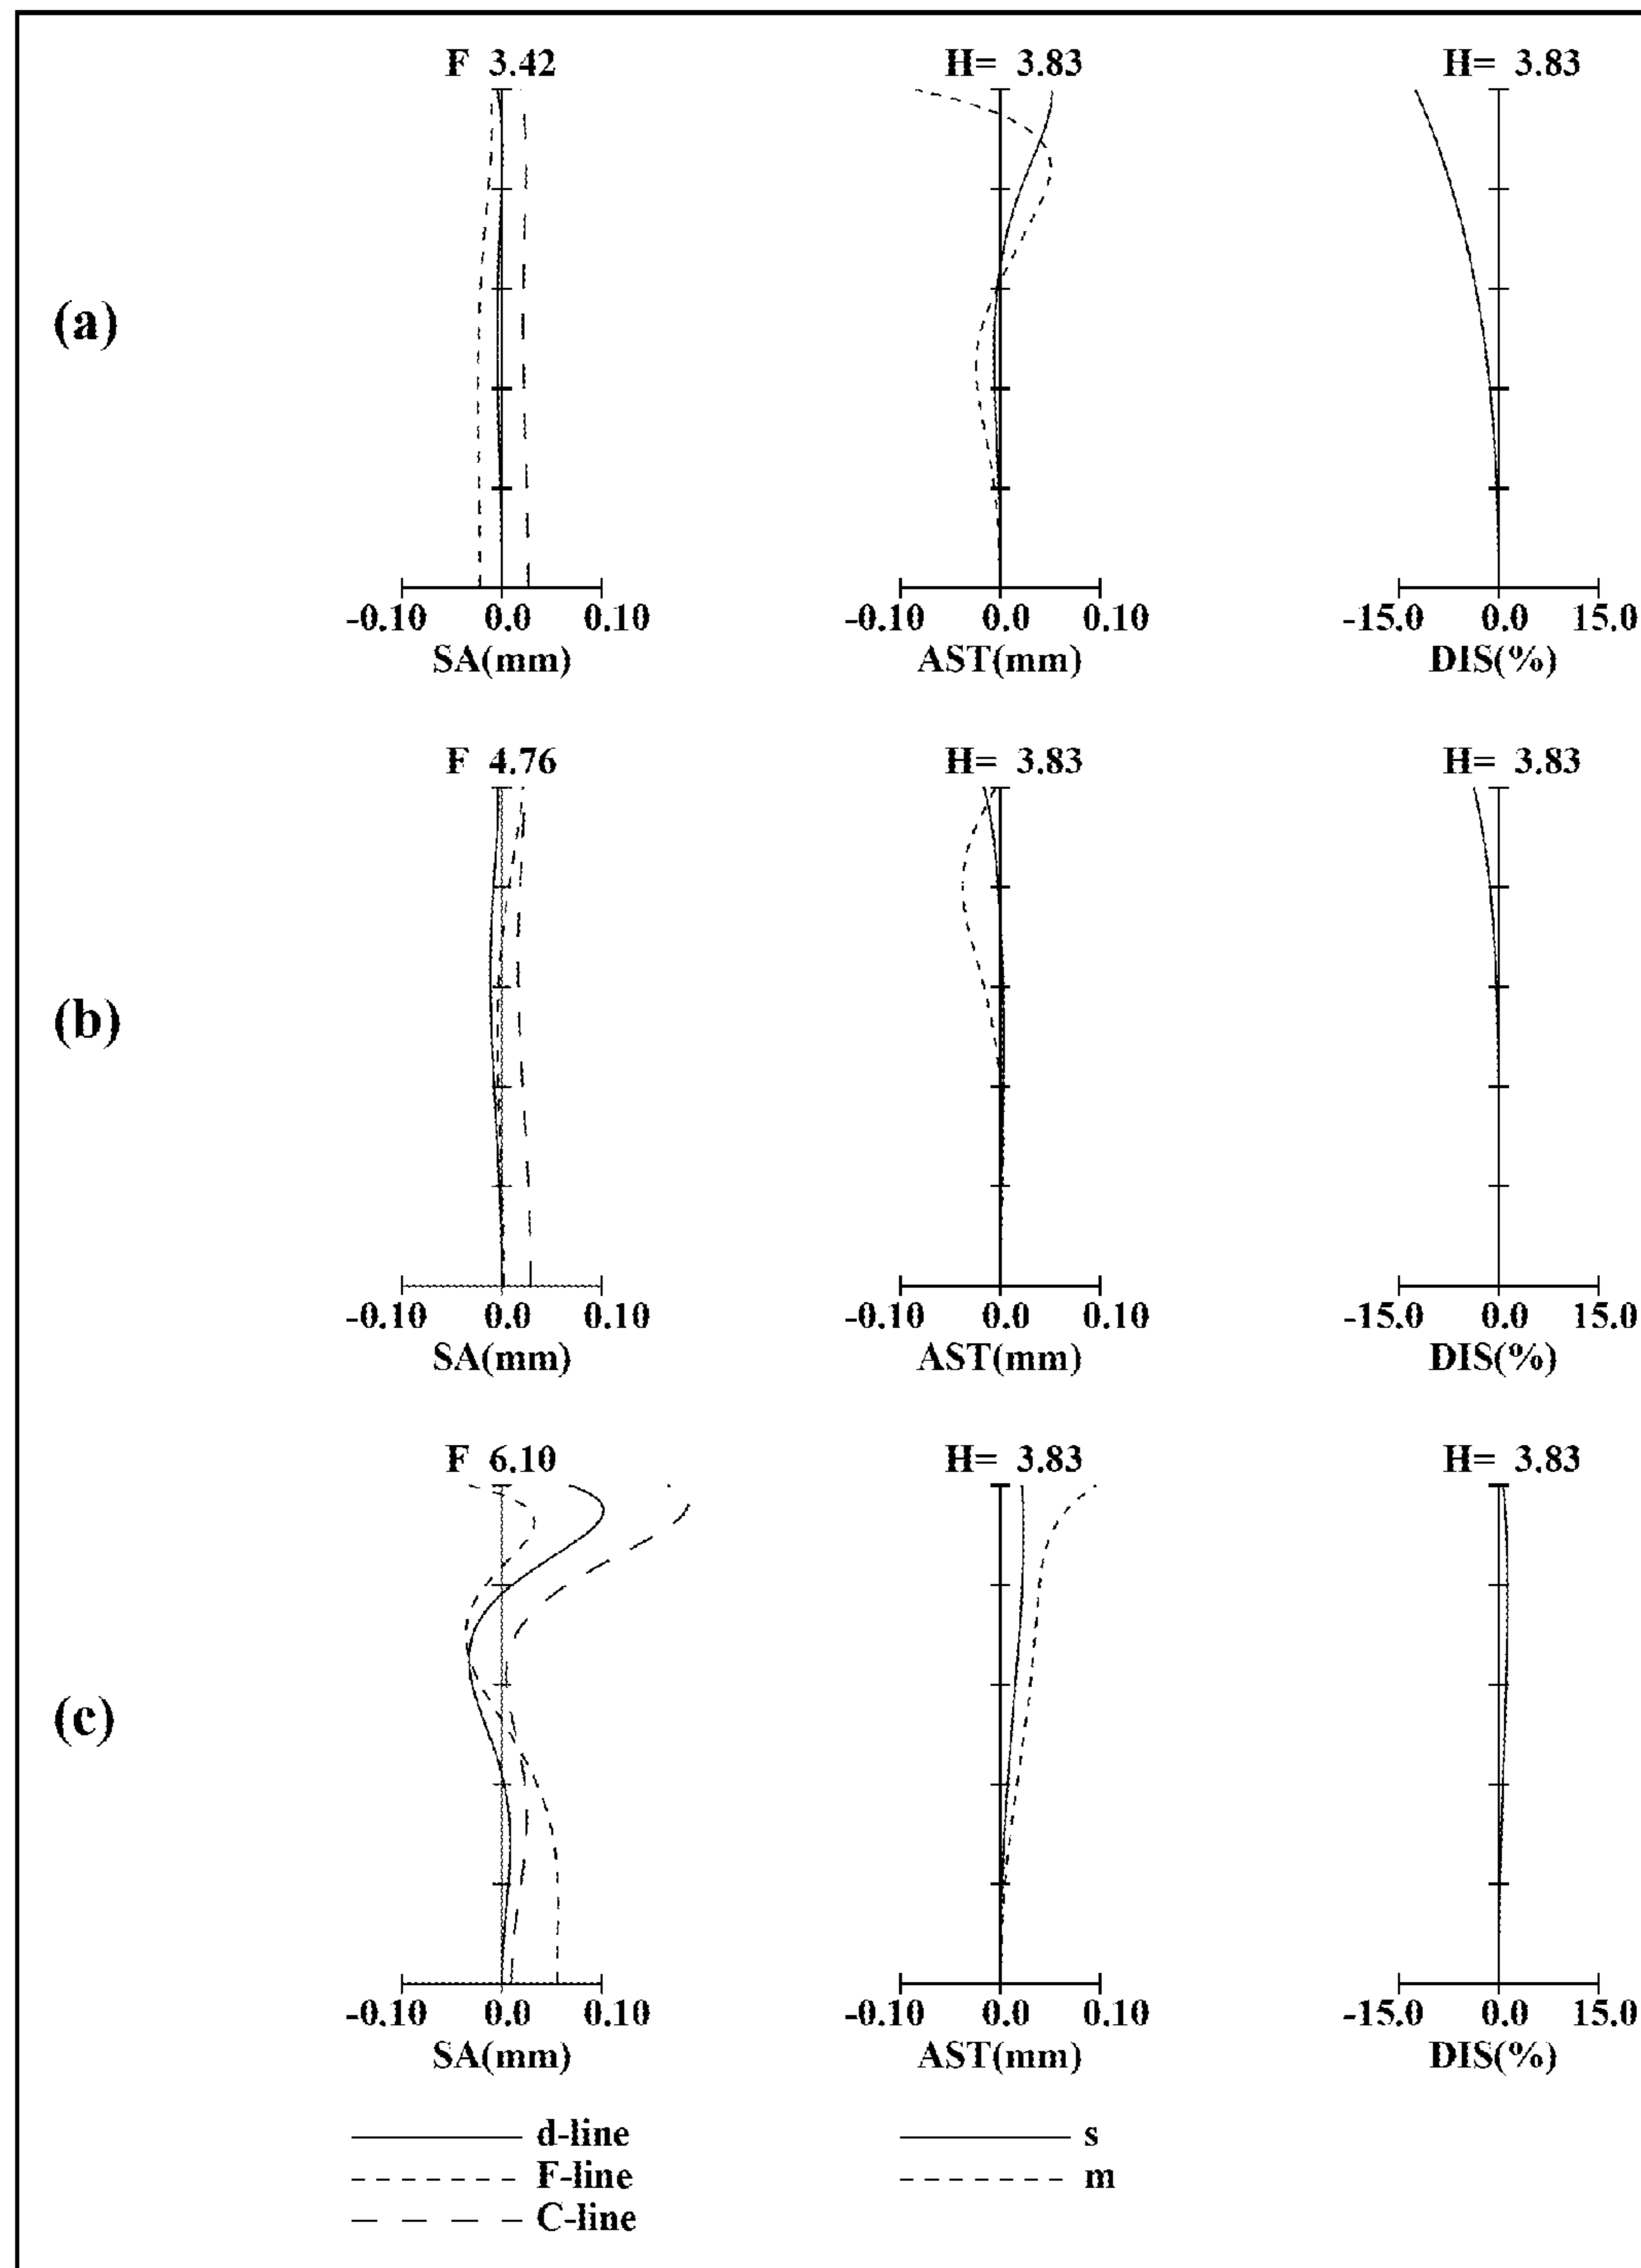 F 3.42 H= 3.83 H= 3.83
(a)
-0.10 0.0 0.10 -0.10 0.0 0.10 -15.0 0.0 15.0
SA(mm) AST(mm) DIS(%)
F 4.76 H= 3.83 H= 3.83
(b)
-0.10 0.0 0.10 -0.10 0.0 0.10 -15.0 0.0 15.0
SA(mm) AST(mm) DIS(%)
F 6.10 H= 3.83 H= 3.83
(c)
-0.10 0.0 0.10 -0.10 0.0 0.10 -15.0 0.0 15.0
SA(mm) AST(mm) DIS(%)
d-line s
F-line m
C-line